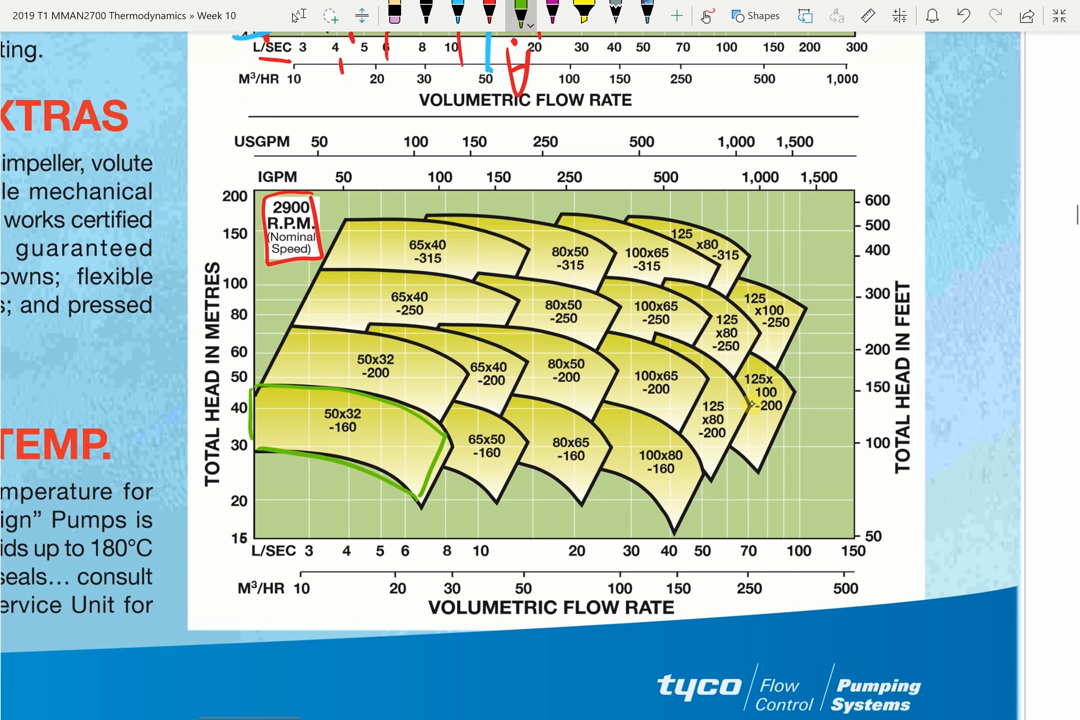 2019 T1 MMAN2700 Thermodynamics » Week 10
Shapes
ting.
L/SEC 3 4 5 6 8 10 20 30 40 50 70 100 150 200 300
M³/HR 10 20 30 50 100 150 250 500 1,000
VOLUMETRIC FLOW RATE
XTRAS
impeller, volute
le mechanical
works certified
guaranteed
owns; flexible
s; and pressed
TEMP.
mperature for
ign" Pumps is
ids up to 180°C
seals... consult
ervice Unit for
USGPM 50 100 150 250 500 1,000 1,500
IGPM 50 100 150 250 500 1,000 1,500
2900
R.P.M.
(Nominal
Speed)
TOTAL HEAD IN METRES
200
150
100
80
60
50
40
30
20
15
65x40
-315
80x50
-315
100x65
-315
125
x80
-315
65x40
-250
80x50
-250
100x65
-250
125
x80
-250
125
x100
-250
50x32
-200
65x40
-200
80x50
-200
100x65
-200
125
x80
-200
125x
100
-200
50x32
-160
65x50
-160
80x65
-160
100x80
-160
600
500
400
300
200
150
100
50
TOTAL HEAD IN FEET
L/SEC 3 4 5 6 8 10 20 30 40 50 70 100 150
M³/HR 10 20 30 50 100 150 250 500
VOLUMETRIC FLOW RATE
tyco
Flow
Control
Pumping
Systems